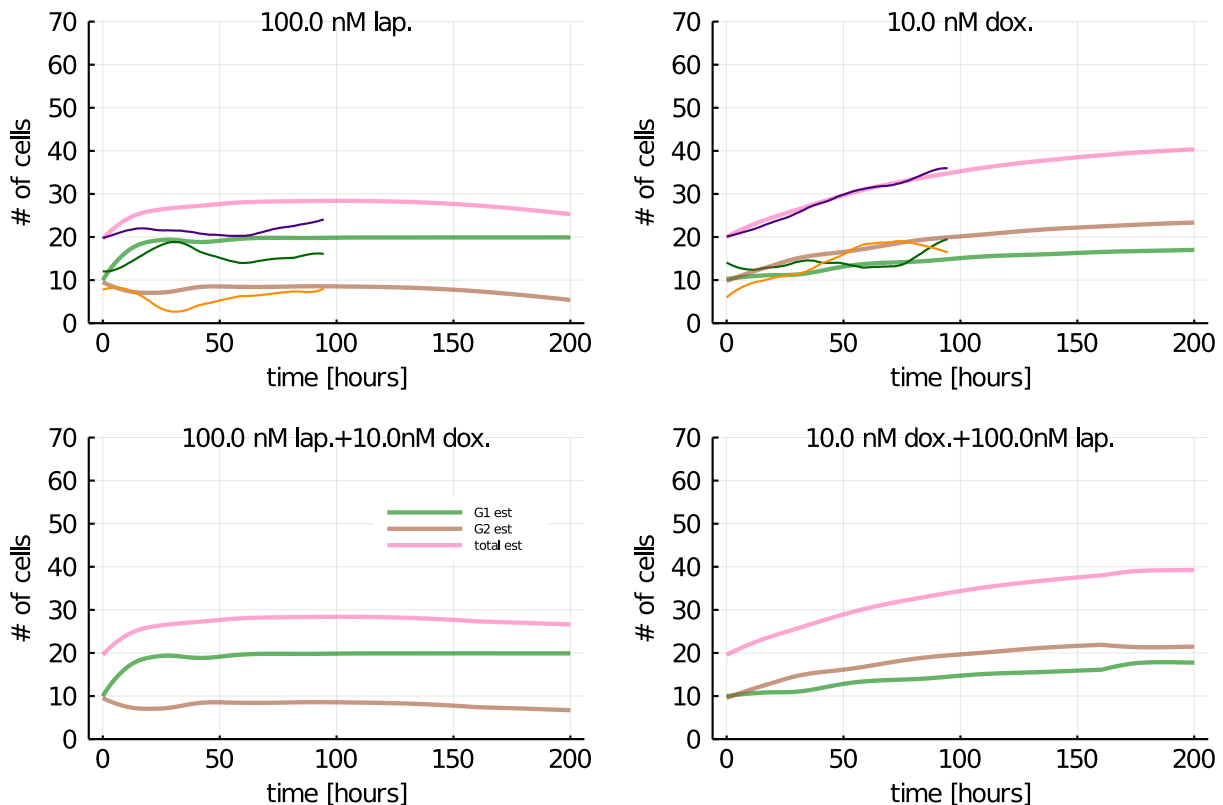 100.0 nM lap.
# of cells
70
60
50
40
30
20
10
0
0 50 100 150 200
time [hours]
10.0 nM dox.
# of cells
70
60
50
40
30
20
10
0
0 50 100 150 200
time [hours]
100.0 nM lap.+10.0nM dox.
# of cells
70
60
50
40
30
20
10
0
G1 est
G2 est
total est
0 50 100 150 200
time [hours]
10.0 nM dox.+100.0nM lap.
# of cells
70
60
50
40
30
20
10
0
0 50 100 150 200
time [hours]